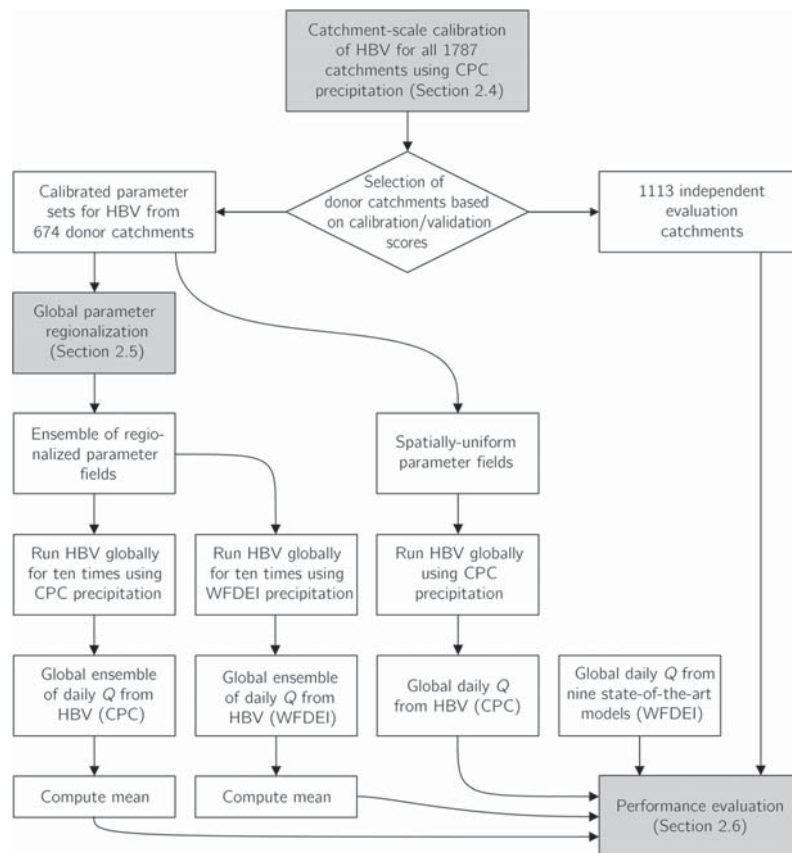 Catchment-scale calibration
of HBV for all 1787
catchments using CPC
precipitation (Section 2.4)
Calibrated parameter
sets for HBV from
674 donor catchments
Selection of
donor catchments based
on calibration/validation
scores
1113 independent
evaluation
catchments
Global parameter
regionalization
(Section 2.5)
Ensemble of regio-
nalized parameter
fields
Spatially-uniform
parameter fields
Run HBV globally
for ten times using
CPC precipitation
Run HBV globally
for ten times using
WFDEI precipitation
Run HBV globally
using CPC
precipitation
Global ensemble
of daily Q from
HBV (CPC)
Global ensemble
of daily Q from
HBV (WFDEI)
Global daily Q
from HBV (CPC)
Global daily Q from
nine state-of-the-art
models (WFDEI)
Compute mean
Compute mean
Performance evaluation
(Section 2.6)